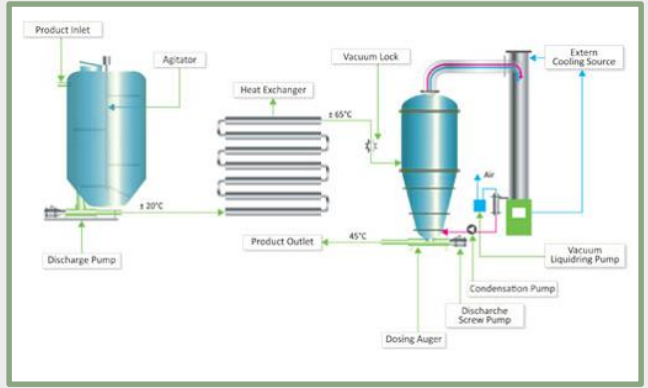 Product Inlet
Agitator
Heat Exchanger
Vacuum Lock
Extern
Cooling Source
± 65°C
± 20°C
Air
45°C
Product Outlet
Discharge Pump
Vacuum
Liquidring Pump
Condensation Pump
Discharche
Screw Pump
Dosing Auger